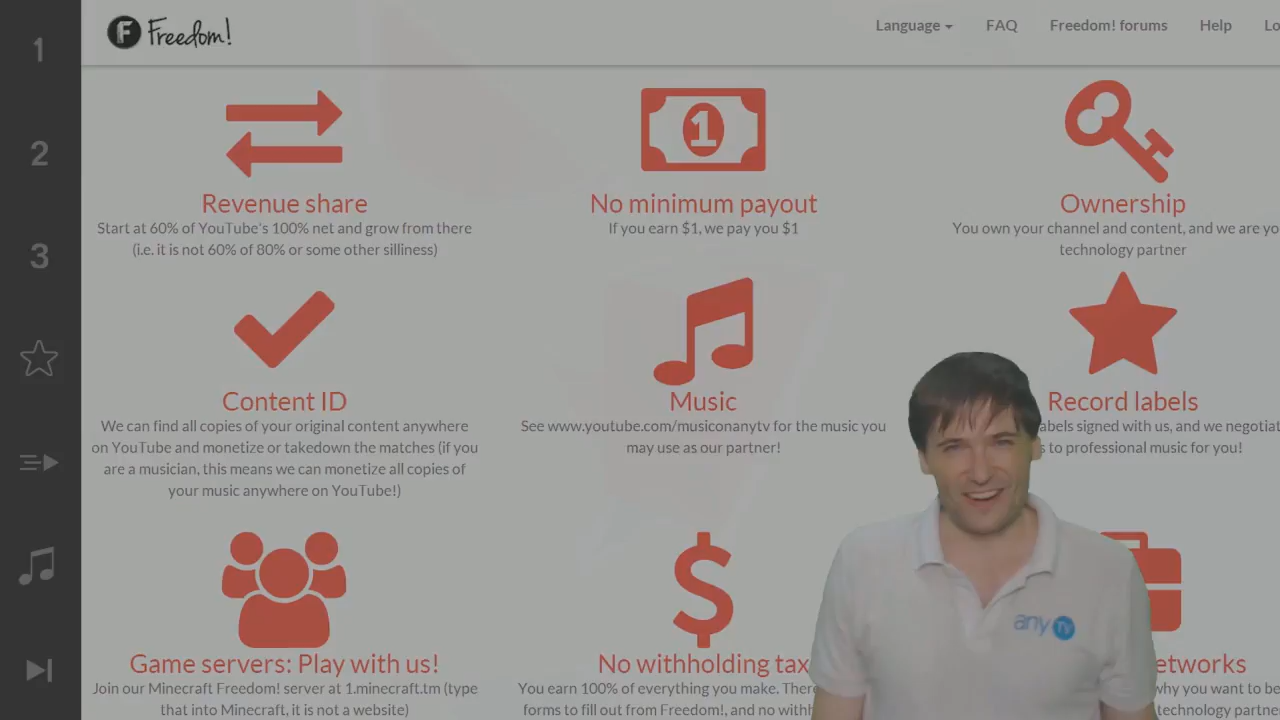 1
2
3
F Freedom!
Language
FAQ
Freedom! forums
Help
Revenue share
Start at 60% of YouTube's 100% net and grow from there
(i.e. it is not 60% of 80% or some other silliness)
1
No minimum payout
If you earn $1, we pay you $1
Ownership
You own your channel and content, and we are
technology partner
Content ID
We can find all copies of your original content anywhere
on YouTube and monetize or takedown the matches (if you
are a musician, this means we can monetize all copies of
your music anywhere on YouTube!)
Music
See www.youtube.com/musiconanytv for the music you
may use as our partner!
Record labels
signed with us, and we
to professional music for you!
Game servers: Play with us!
Join our Minecraft Freedom! server at 1.minecraft.tm (type
that into Minecraft, it is not a website)
$
No withholding tax
You earn 100% of everything you make.
forms to fill out from Freedom!, and no
why you want to be
technology
any TV